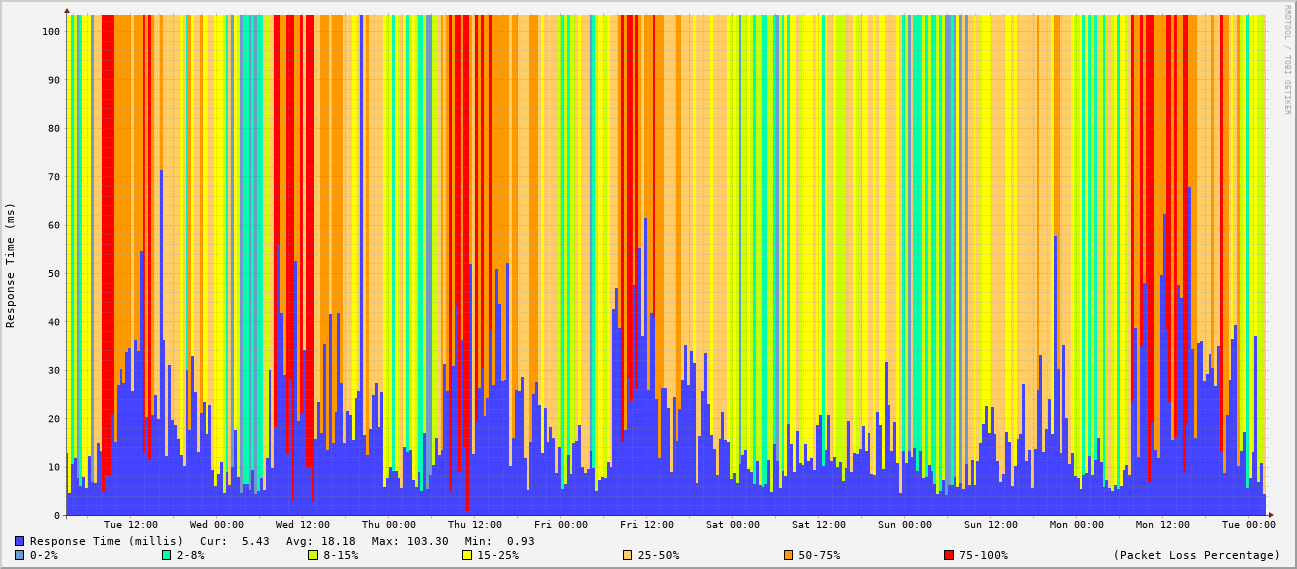 RRDTOOL / TOBI OETIKER
Response Time (ms)
100
90
80
70
60
50
40
30
20
10
0
Tue 12:00 Wed 00:00 Wed 12:00 Thu 00:00 Thu 12:00 Fri 00:00 Fri 12:00 Sat 00:00 Sat 12:00 Sun 00:00 Sun 12:00 Mon 00:00 Mon 12:00 Tue 00:00
Response Time (millis) Cur: 5.43 Avg: 18.18 Max: 103.30 Min: 0.93
0-2% 2-8% 8-15% 15-25% 25-50% 50-75% 75-100% (Packet Loss Percentage)